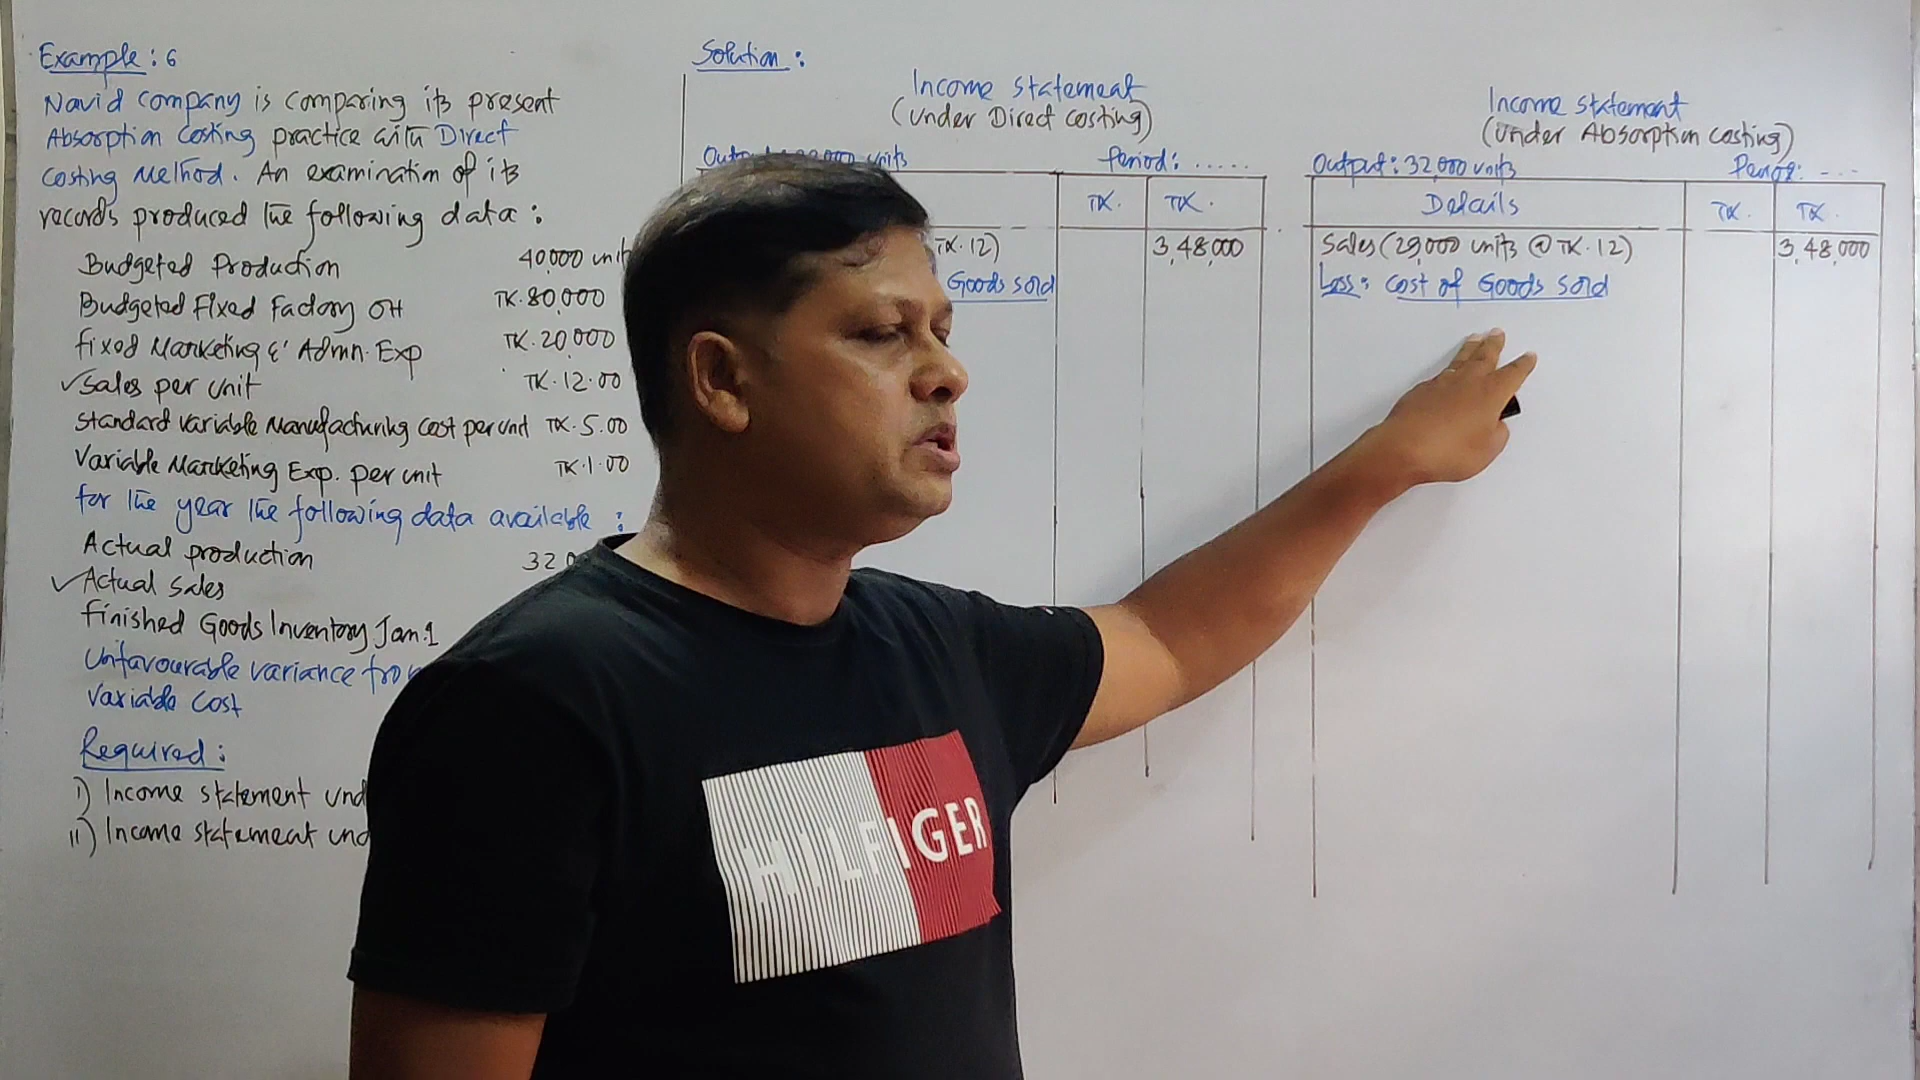 Example: 6
Navid company is comparing its present
Absorption Costing practice with Direct
Costing Method. An examination of its
records produced the following data:
Budgeted Production 40,000 unit
Budgeted Fixed Factory OH TK. 80,000
Fixed Marketing & Admn. Exp TK. 20,000
✓Sales per unit TK. 12.00
Standard Variable Manufacturing cost per unit TK. 5.00
Variable Marketing Exp. per unit TK. 1.00
for the year the following data available:
Actual production 32
✓Actual Sales
Finished Goods Inventory Jan.1
Unfavourable variance
Variable Cost
Required:
i) Income statement
ii) Income statement
Solution:
Income Statement
(Under Direct Costing)
units Period: .....
TK. TK.
TK. 12) 3,48,000
Goods sold
Income statement
(Under Absorption Costing)
Output: 32,000 units Period: ---
Details TK. TK.
Sales (29,000 units @ TK. 12) 3,48,000
Less: Cost of Goods sold
HILFIGER